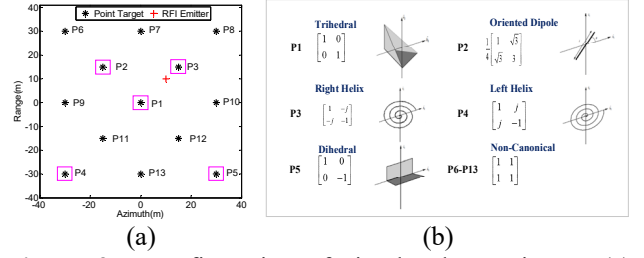 Point Target RFI Emitter
P6 P7 P8
P2 P3
P1
P9 P10
P11 P12
P4 P13 P5
40
30
20
10
0
-10
-20
-30
-40
-40 -20 0 20 40
Range(m)
Azimuth(m)
(a)
Trihedral
P1
1 0
0 1
Oriented Dipole
P2
1/4
1 √3
√3 3
Right Helix
P3
1 -j
-j -1
Left Helix
P4
1 j
j -1
Dihedral
P5
1 0
0 -1
Non-Canonical
P6-P13
1 1
1 1
(b)